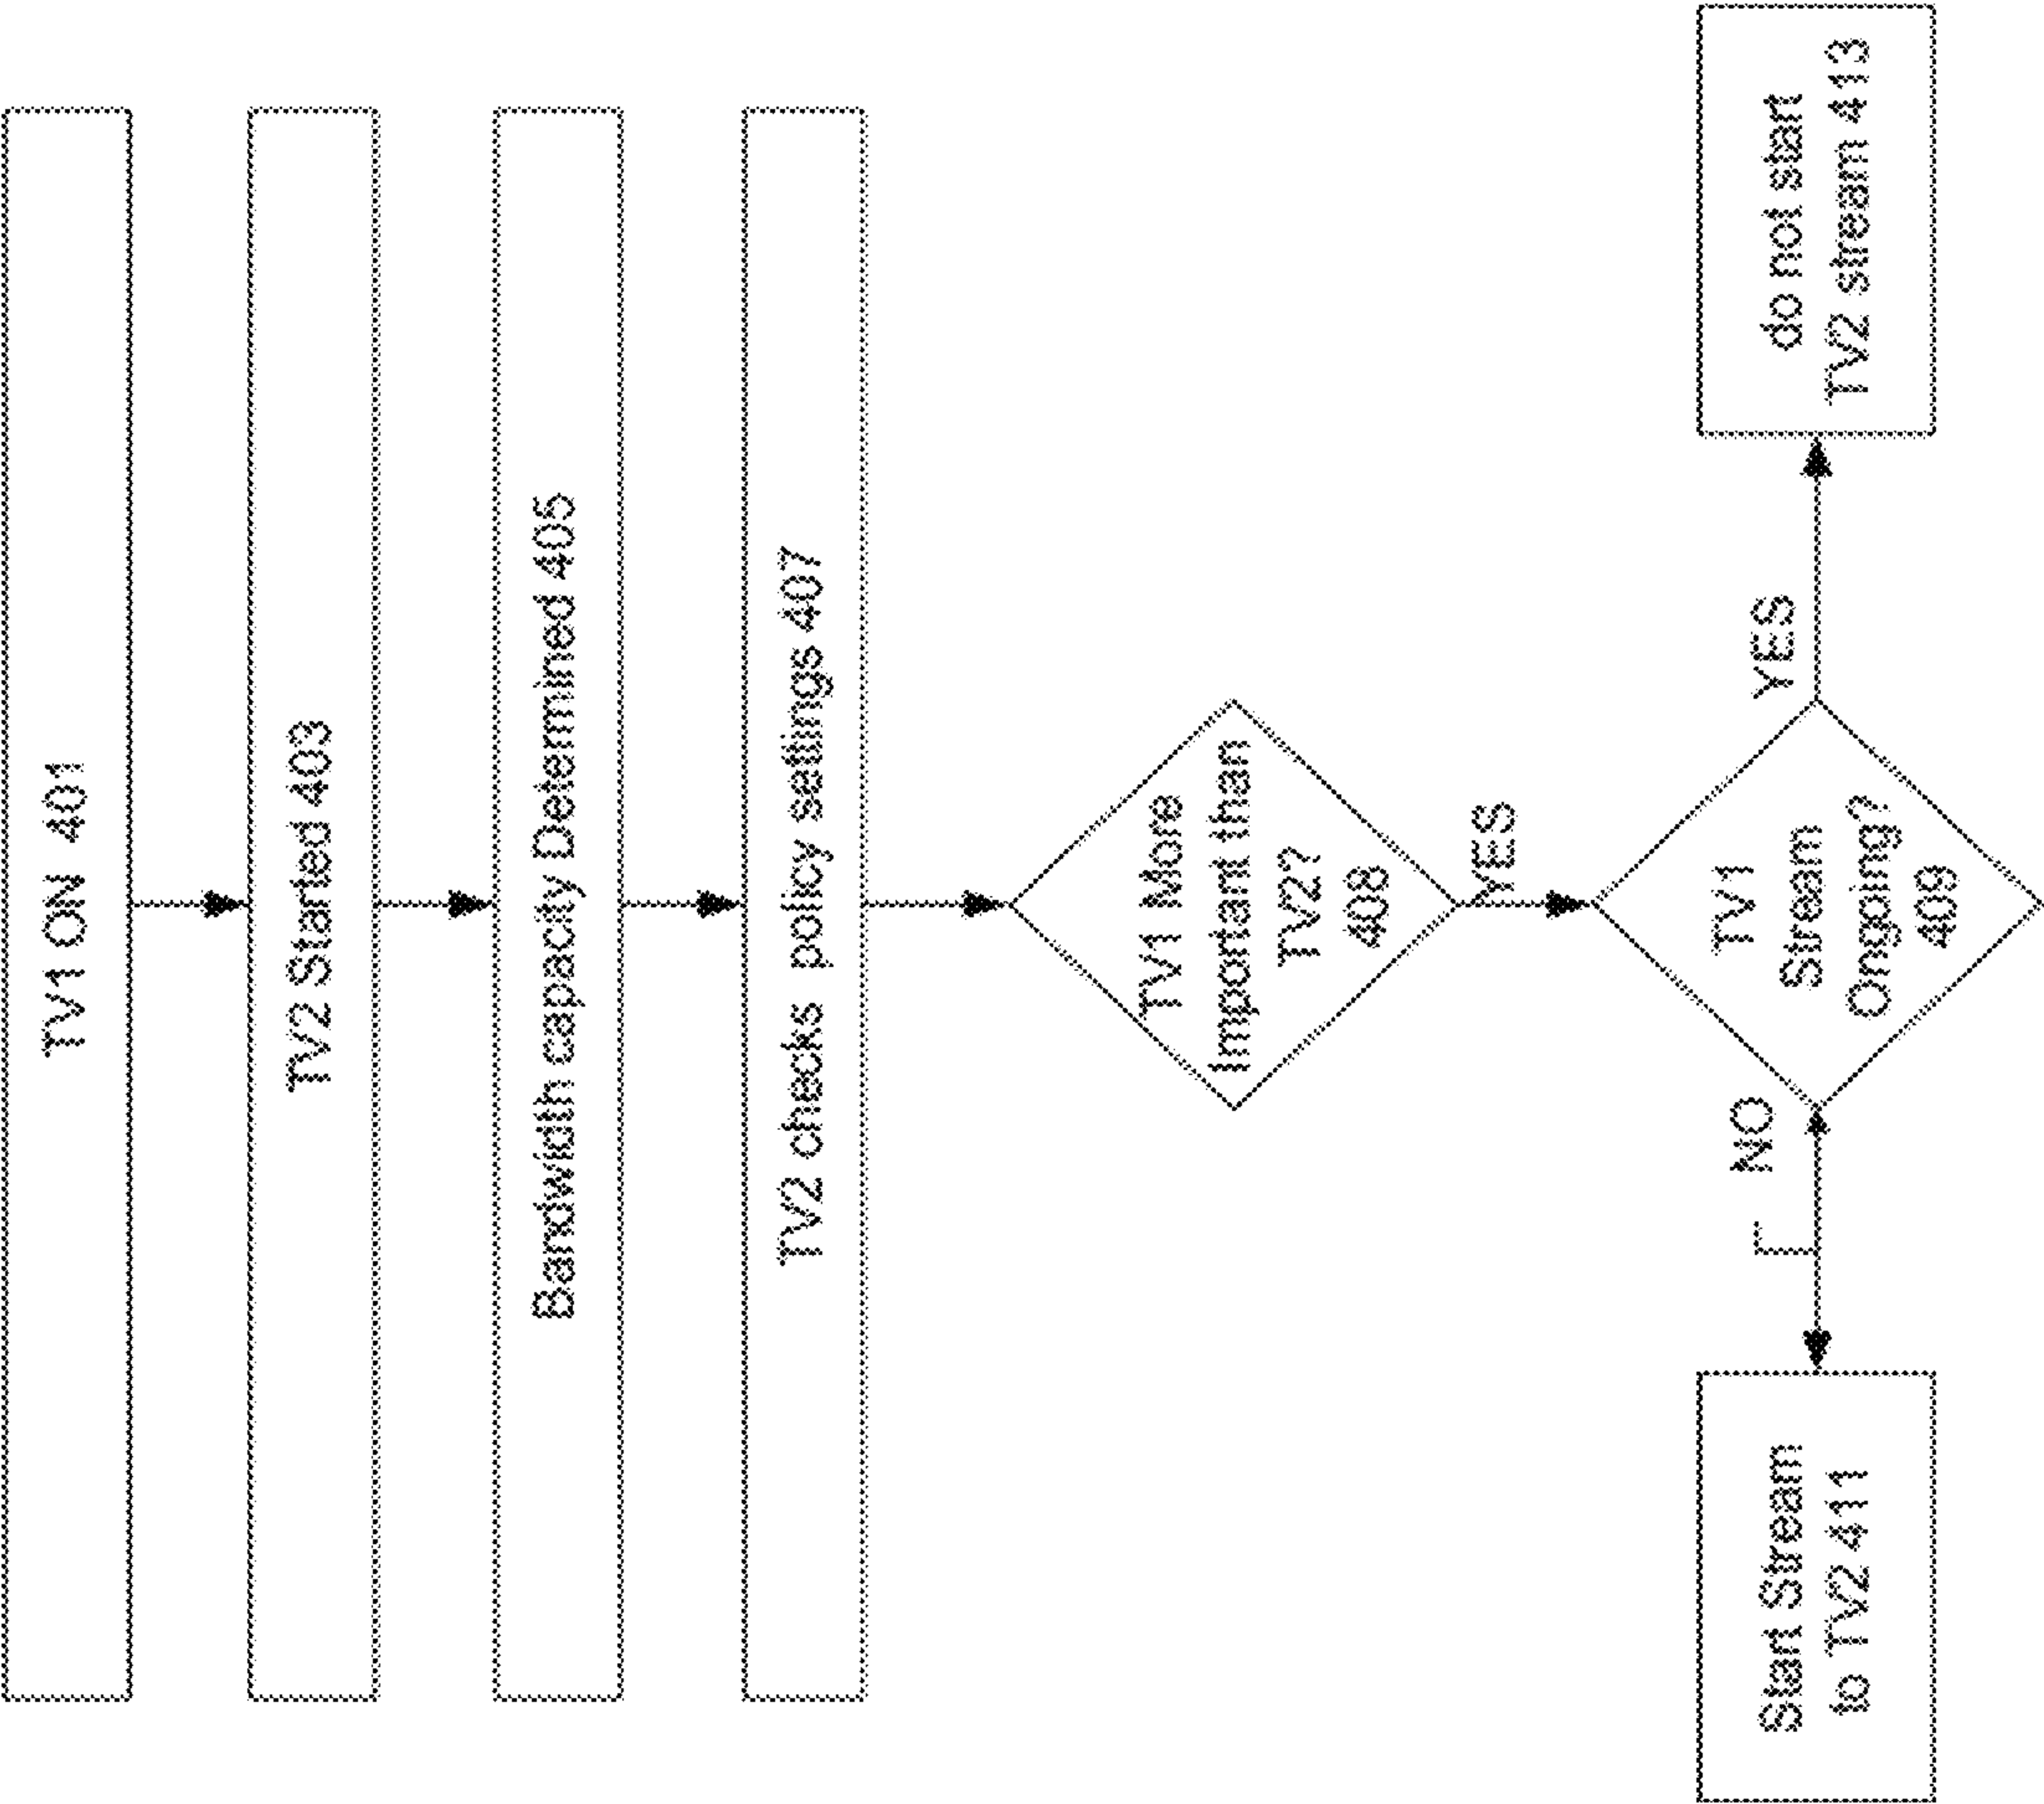 TV1 ON 401
TV2 Started 403
Bandwidth capacity Determined 405
TV2 checks policy settings 407
TV1 More
Important than
TV2?
408
YES
TV1
Stream
Ongoing?
409
NO
YES
Start Stream
to TV2 411
do not start
TV2 stream 413